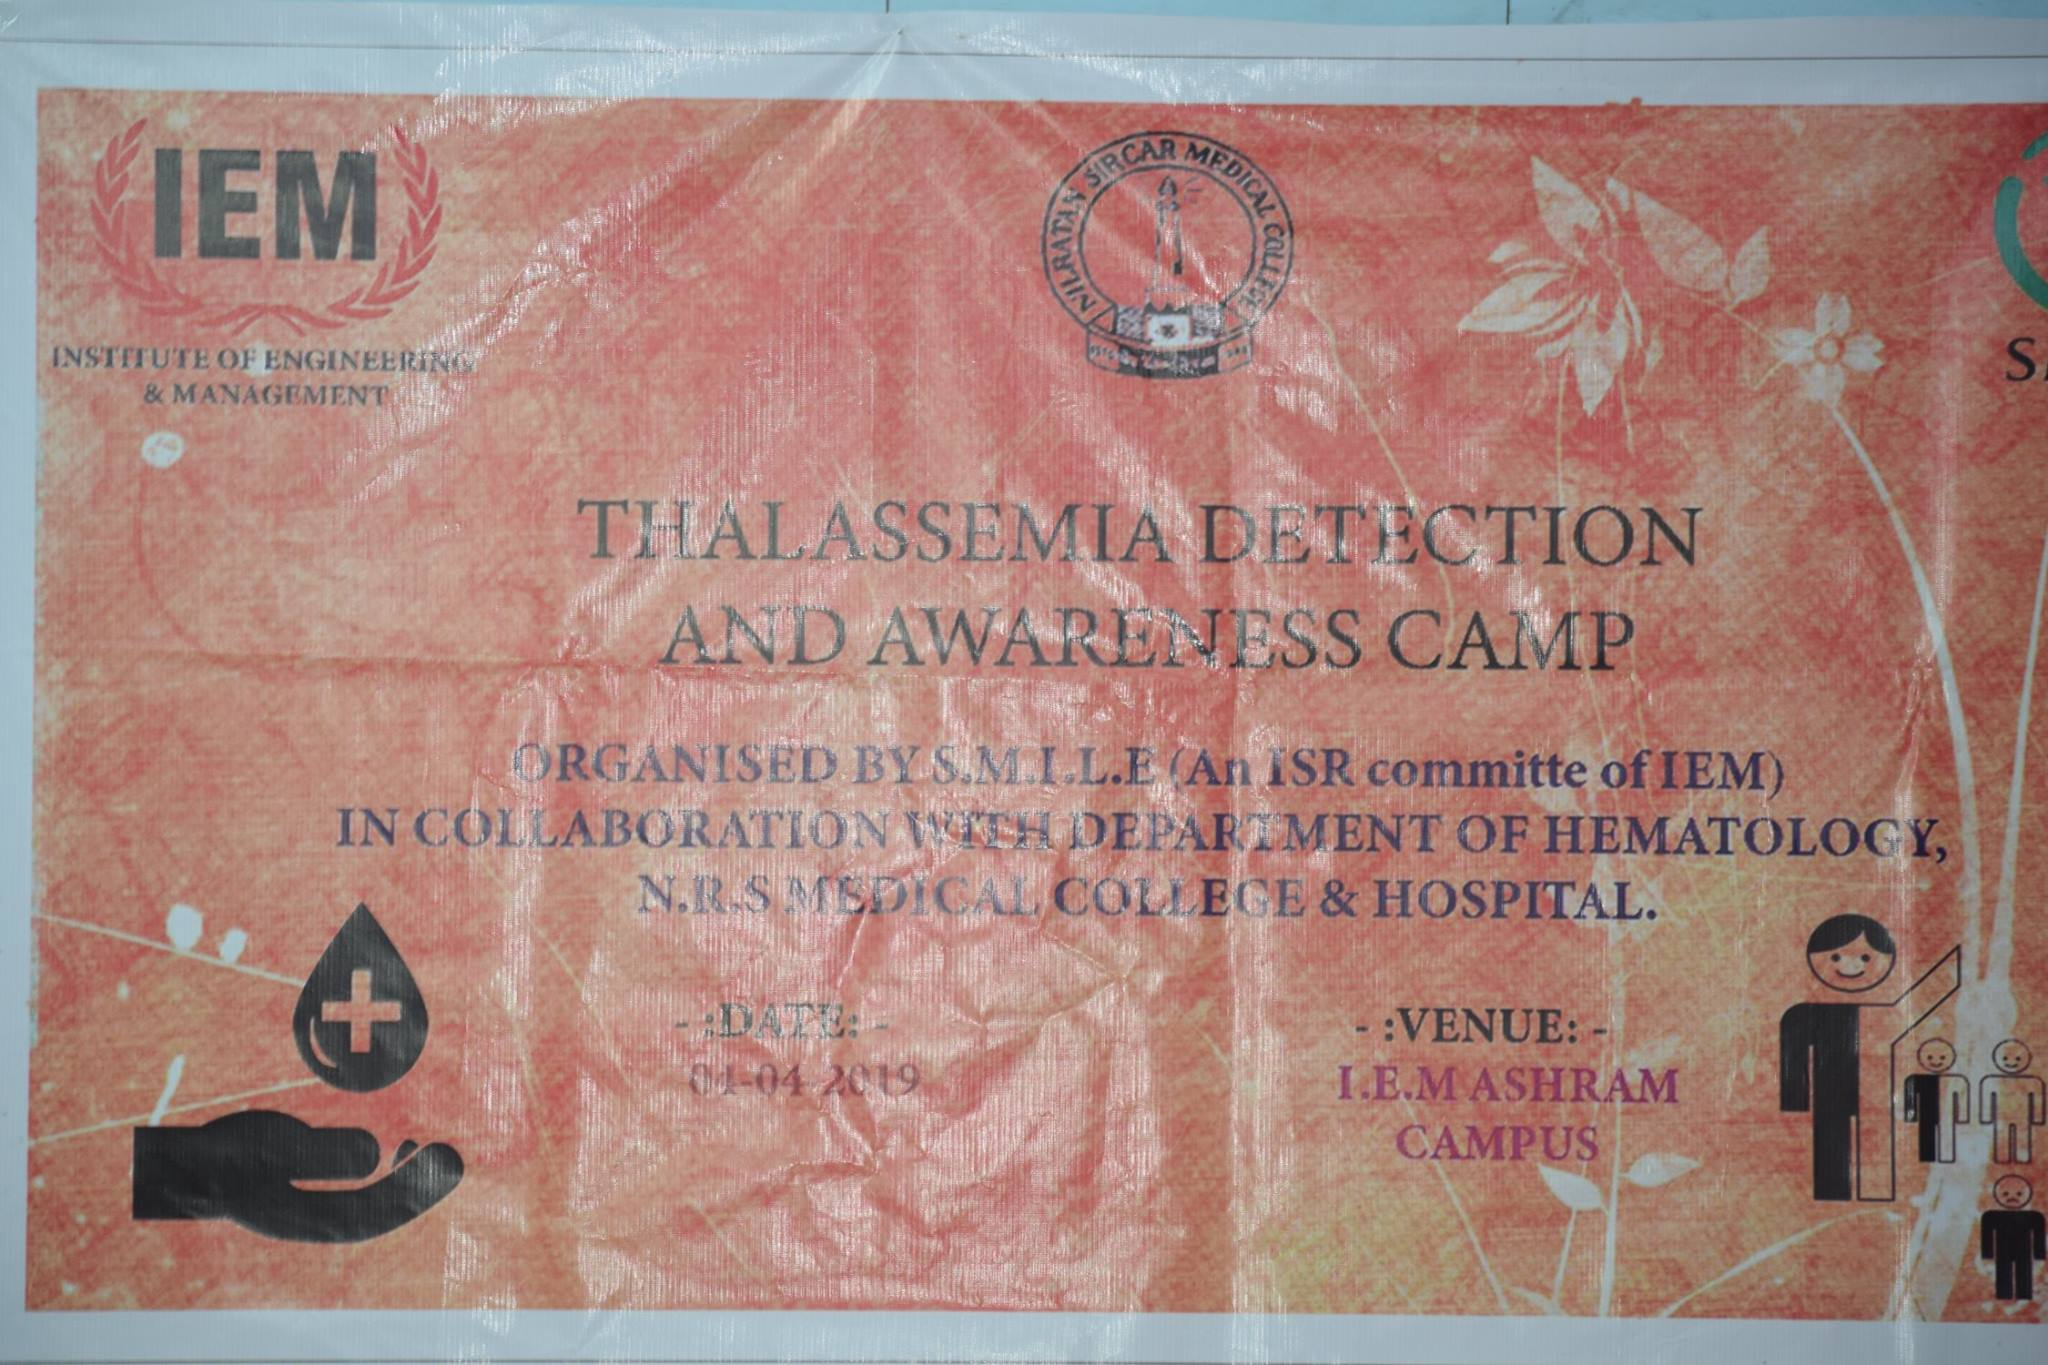 IEM
INSTITUTE OF ENGINEERING
& MANAGEMENT
NILRATAN SIRCAR MEDICAL COLLEGE
THALASSEMIA DETECTION
AND AWARENESS CAMP
ORGANISED BY S.M.I.L.E (An ISR committe of IEM)
IN COLLABORATION WITH DEPARTMENT OF HEMATOLOGY,
N.R.S MEDICAL COLLEGE & HOSPITAL.
- :DATE: -
04-04-2019
- :VENUE: -
I.E.M ASHRAM
CAMPUS